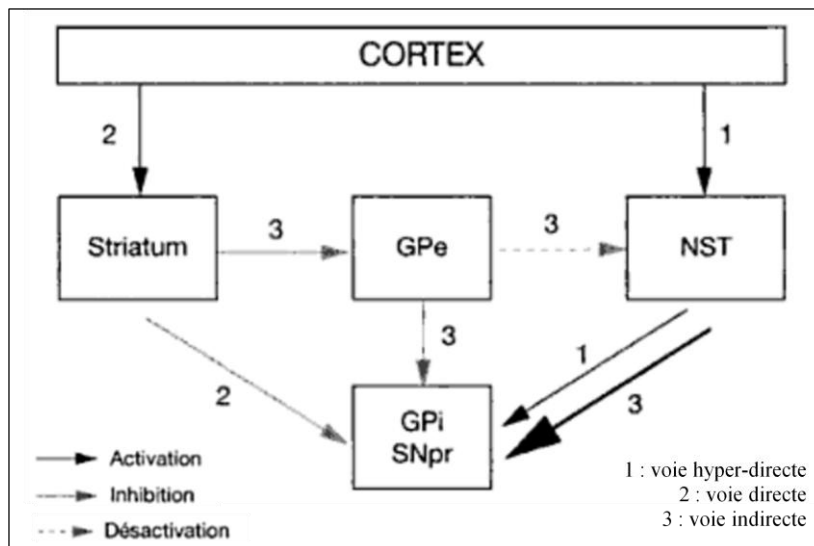 CORTEX
2
1
Striatum
3
GPe
3
NST
3
2
1
3
GPi
SNpr
Activation
Inhibition
Désactivation
1 : voie hyper-directe
2 : voie directe
3 : voie indirecte